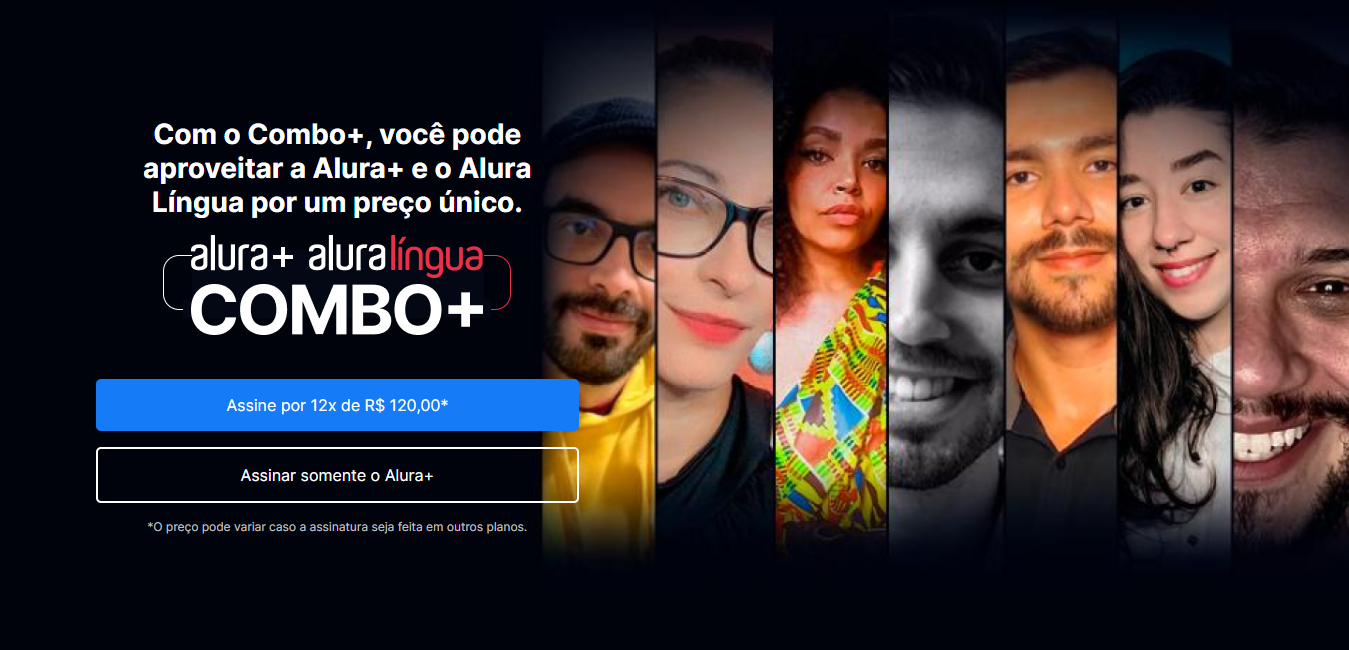 Com o Combo+, você pode
aproveitar a Alura+ e o Alura
Língua por um preço único.
alura+ aluralíngua
COMBO+
Assine por 12x de R$ 120,00*
Assinar somente o Alura+
*O preço pode variar caso a assinatura seja feita em outros planos.